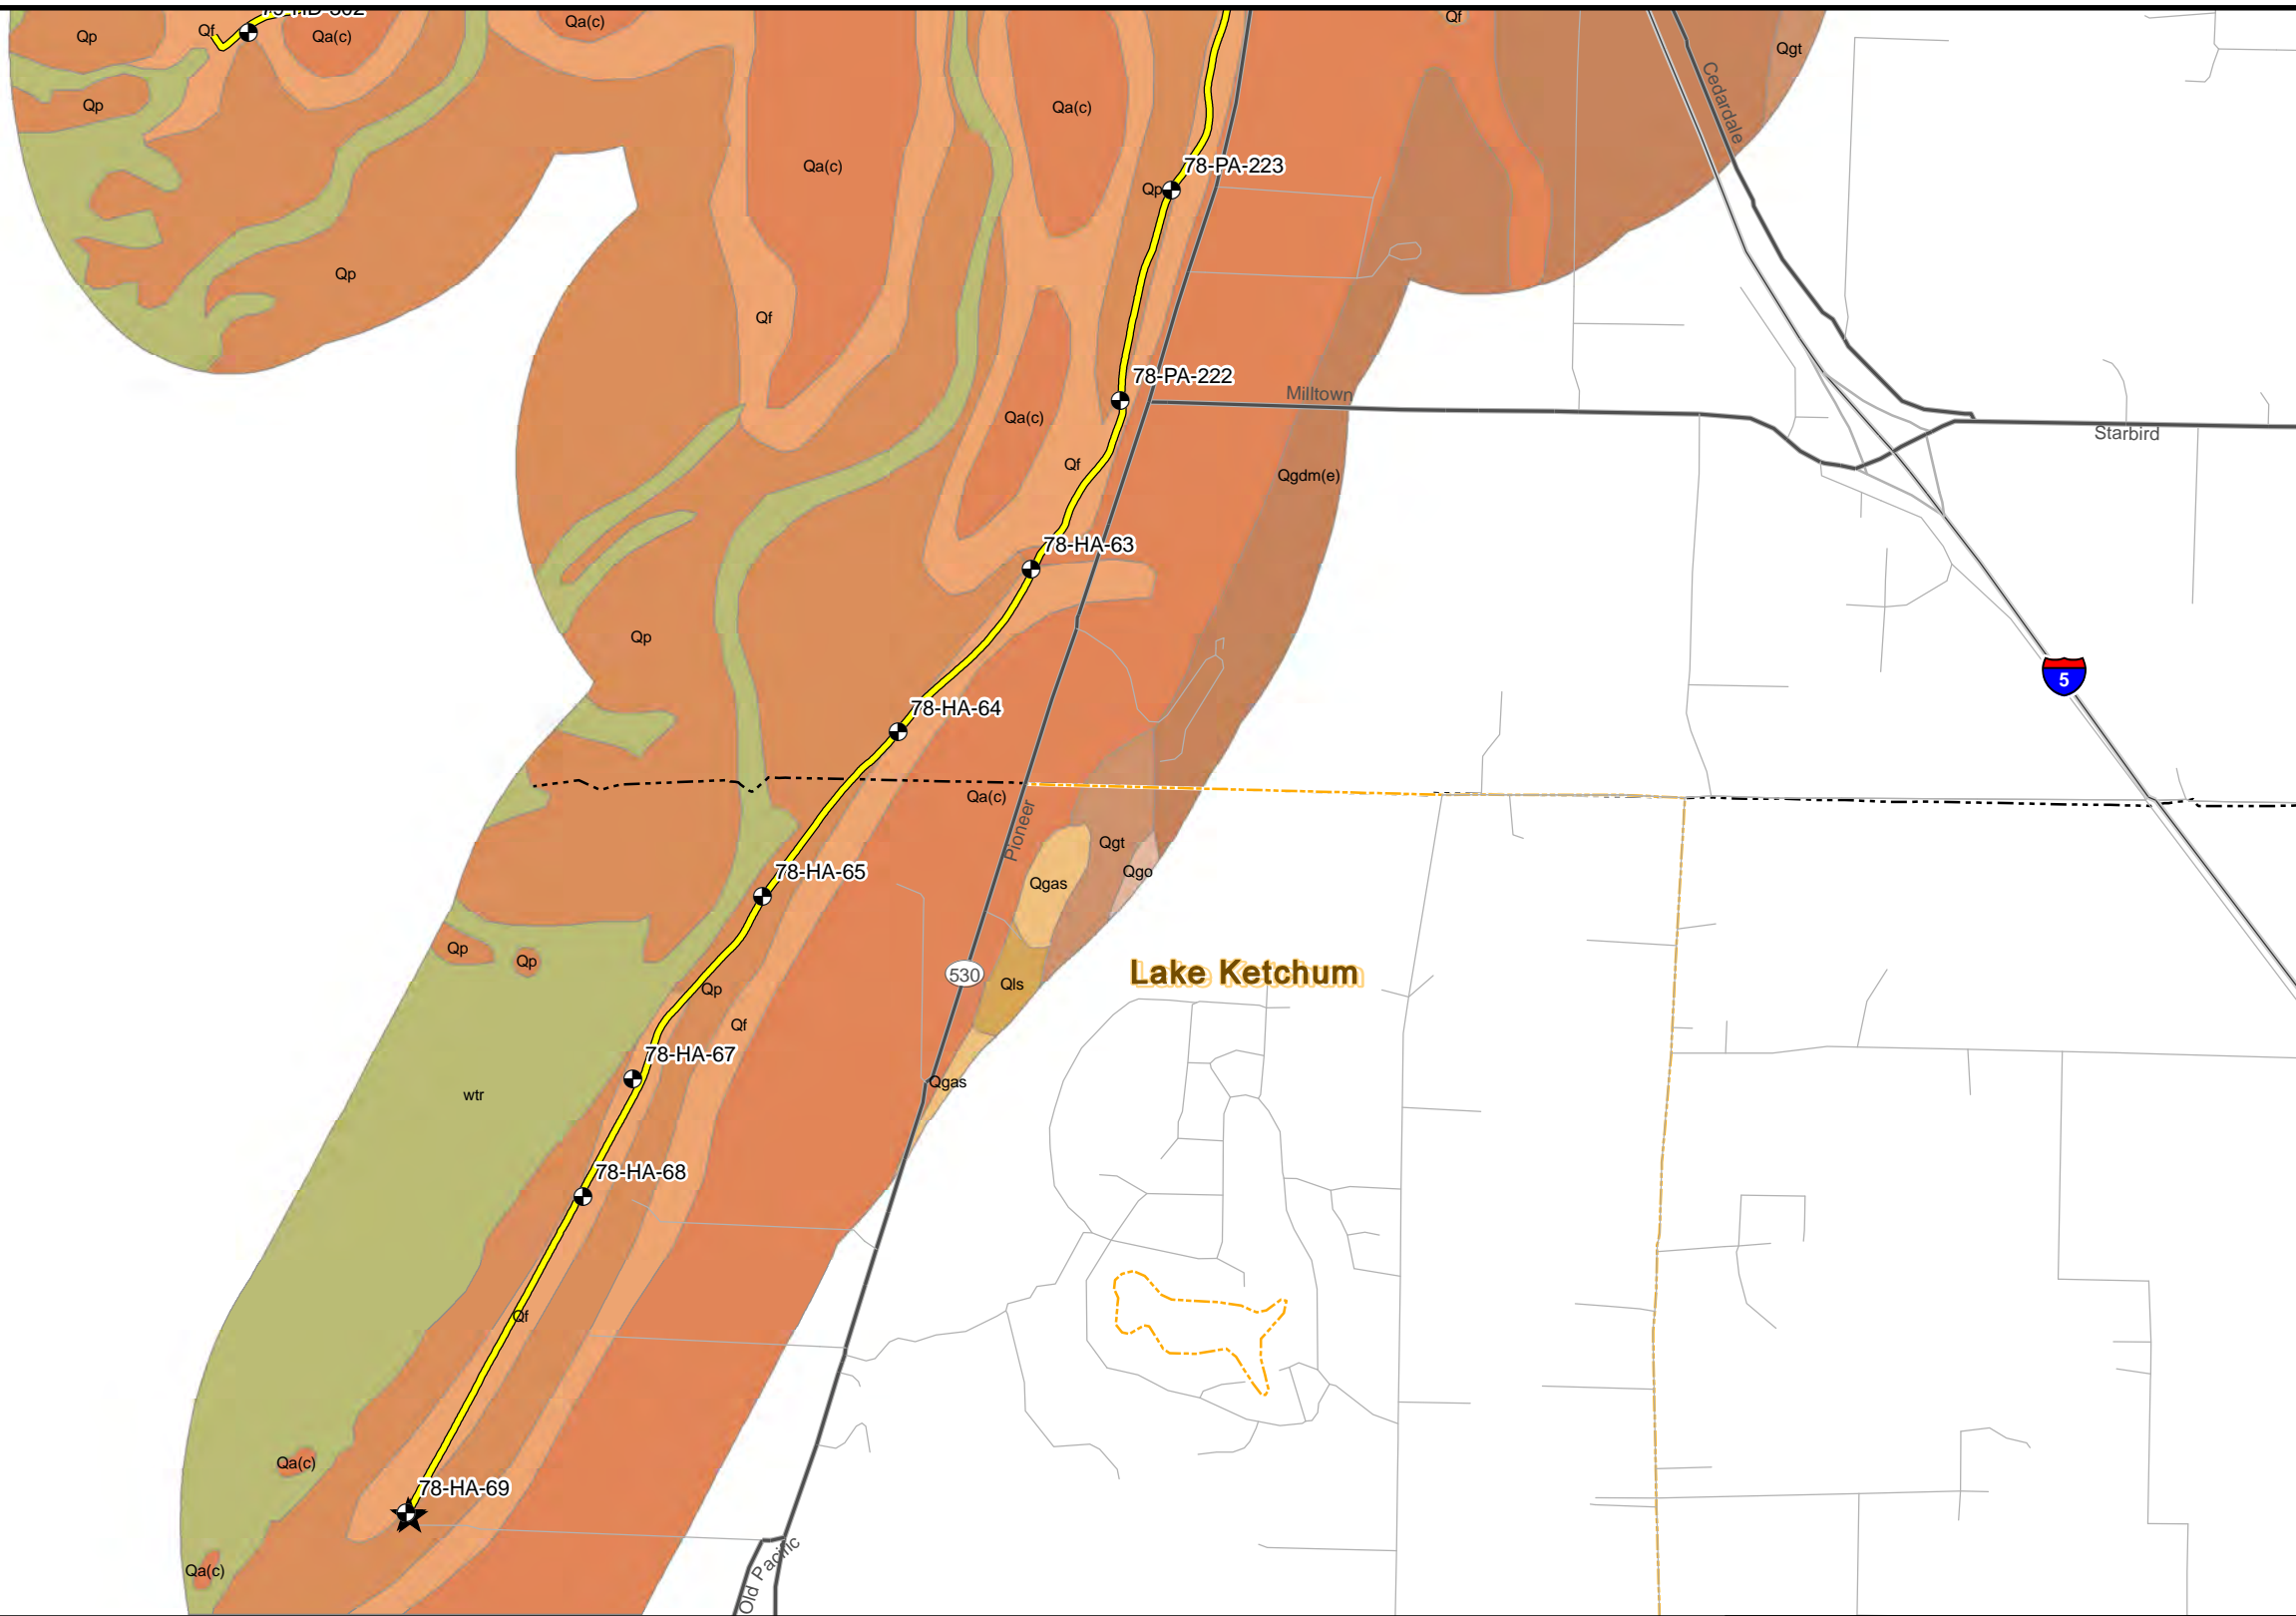 Qf
Qp
Qa(c)
Qa(c)
Qf
Qgt
Cedardale
Qp
Qa(c)
Qa(c)
78-PA-223
Qp
Qp
Qf
78-PA-222
Milltown
Qa(c)
Starbird
Qf
Qgdm(e)
78-HA-63
Qp
5
78-HA-64
Qa(c)
Pioneer
Qgt
78-HA-65
Qgo
Qgas
Qp
Qp
530
Lake Ketchum
Qls
Qp
Qf
78-HA-67
Qgas
wtr
78-HA-68
Qf
Qa(c)
78-HA-69
Qa(c)
Old Pacific